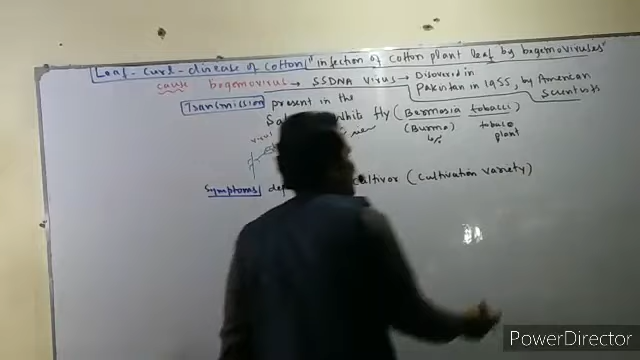 Leaf-curl-disease of cotton "infection of cotton plant leaf by begomoviruses"
cause begomovirus → SSDNA virus → Discovered in
Pakistan in 1955, by American
scientists
Transmission present in the
White fly (Bermasia tobacci)
(Burma) tobacco
plant
Symptoms cultivar (cultivation variety)
PowerDirector